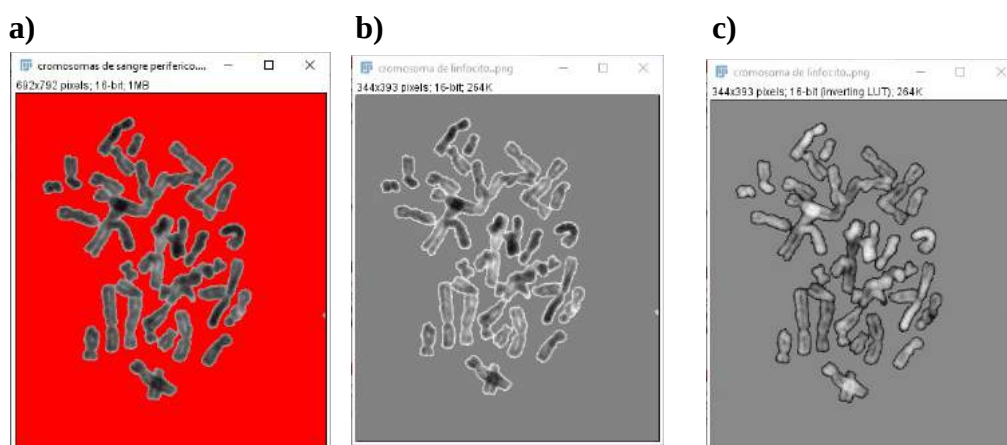 a)
b)
c)
cromosomas de sangre periferico....
692x792 pixels; 16-bit; 1MB
cromosoma de linfocito,.png
344x393 pixels; 16-bit; 264K
cromosoma de linfocito,.png
344x393 pixels; 16-bit (inverting LUT); 264K